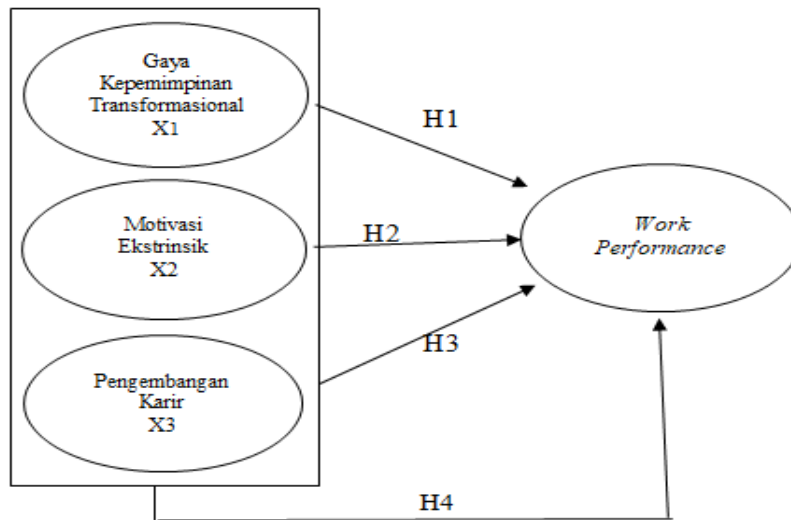 Gaya
Kepemimpinan
Transformasional
X1
H1
Motivasi
Ekstrinsik
X2
H2
Work
Performance
Pengembangan
Karir
X3
H3
H4